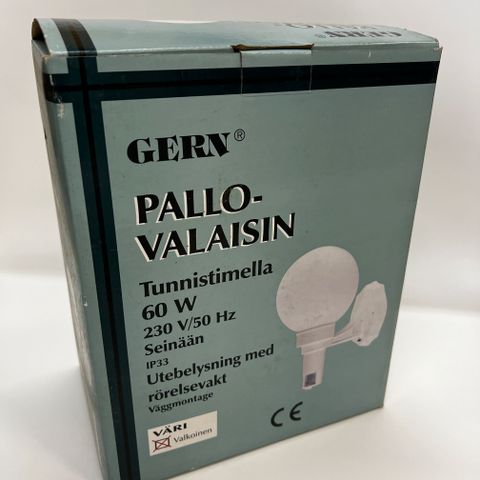 GERN®
PALLO-
VALAISIN
Tunnistimella
60 W
230 V/50 Hz
Seinään
IP33
Utebelysning med
rörelsevakt
Väggmontage
VÄRI
Valkoinen
CE